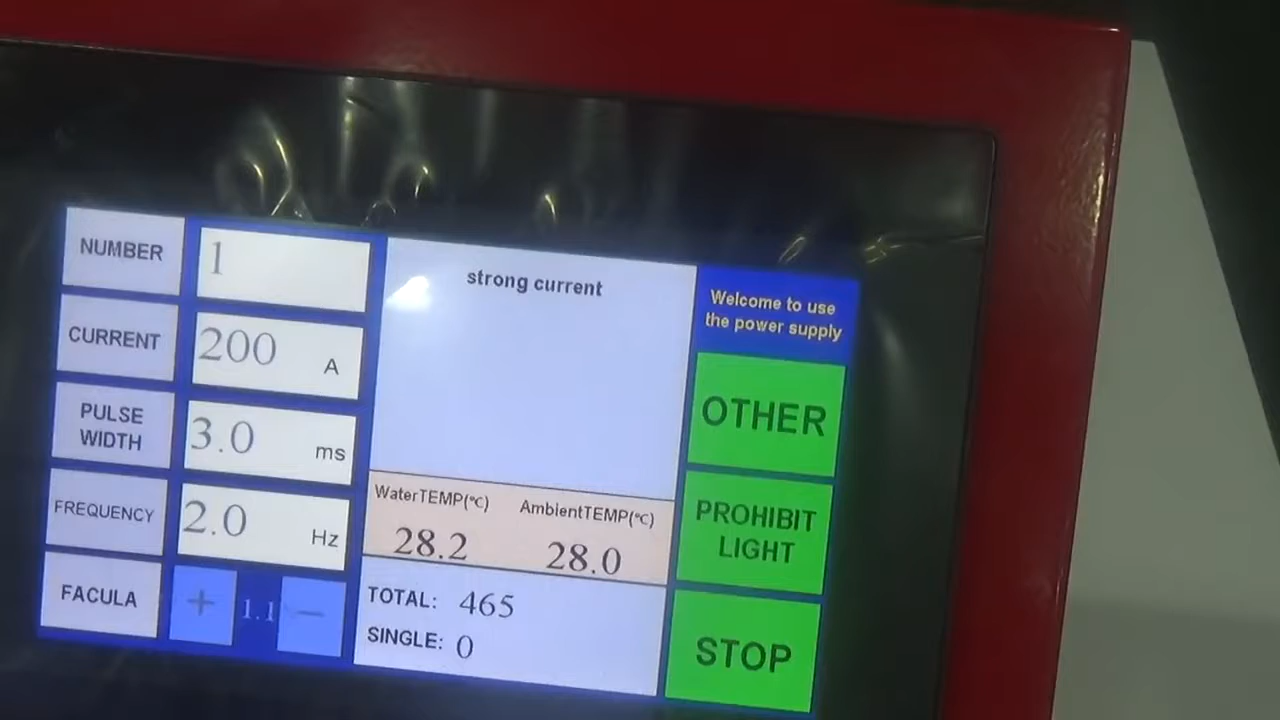 NUMBER 1
CURRENT 200 A
PULSE
WIDTH
3.0 ms
FREQUENCY 2.0 Hz
FACULA + 1.1 −
strong current
WaterTEMP(℃) AmbientTEMP(℃)
28.2 28.0
TOTAL: 465
SINGLE: 0
Welcome to use
the power supply
OTHER
PROHIBIT
LIGHT
STOP